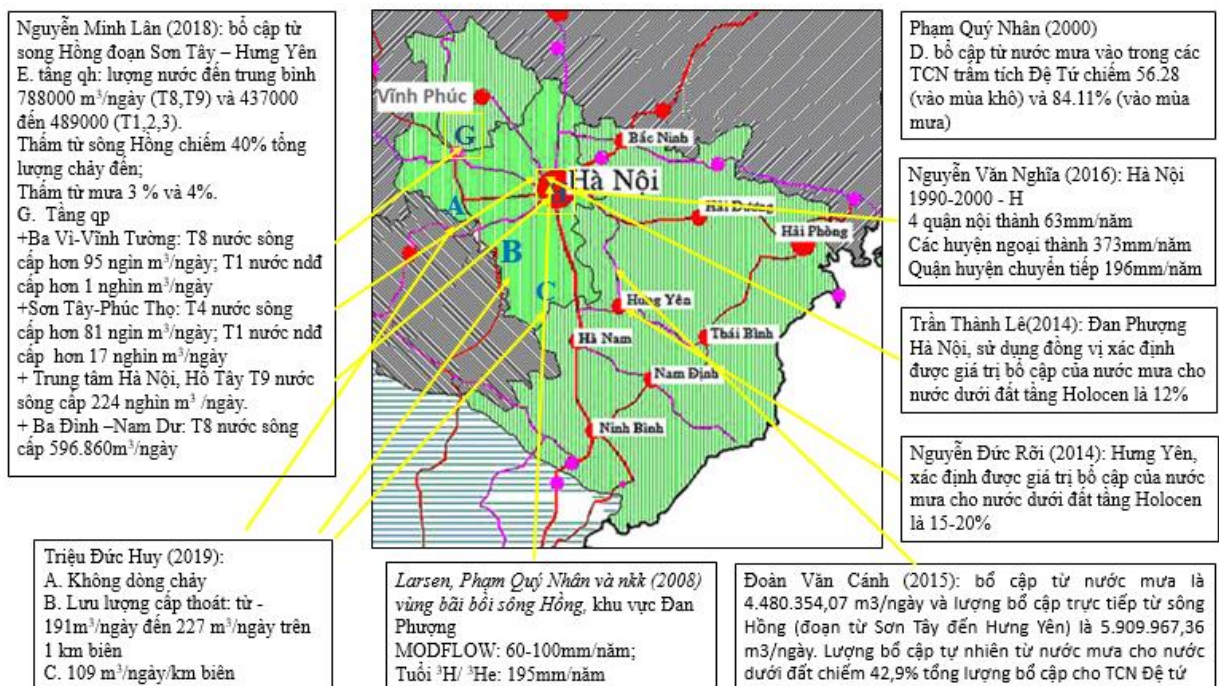 Nguyễn Minh Lân (2018): bổ cập từ
song Hồng đoạn Sơn Tây – Hưng Yên
E. tầng qh: lượng nước đến trung bình
788000 m³/ngày (T8,T9) và 437000
đến 489000 (T1,2,3).
Thấm từ sông Hồng chiếm 40% tổng
lượng chảy đến;
Thấm từ mưa 3 % và 4%.
G. Tầng qp
+Ba Vì-Vĩnh Tường: T8 nước sông
cấp hơn 95 ngìn m³/ngày; T1 nước ndđ
cấp hơn 1 nghìn m³/ngày
+Sơn Tây-Phúc Thọ: T4 nước sông
cấp hơn 81 ngìn m³/ngày; T1 nước ndđ
cấp hơn 17 nghìn m³/ngày
+ Trung tâm Hà Nội, Hồ Tây T9 nước
sông cấp 224 nghìn m³ /ngày.
+ Ba Đình –Nam Dư: T8 nước sông
cấp 596.860m³/ngày
Vĩnh Phúc
G
Bắc Ninh
Hà Nội
A
Hải Dương
Hải Phòng
B
C
Hưng Yên
Hà Nam
Thái Bình
Nam Định
Ninh Bình
Phạm Quý Nhân (2000)
D. bổ cập từ nước mưa vào trong các
TCN trầm tích Đệ Tứ chiếm 56.28
(vào mùa khô) và 84.11% (vào mùa
mưa)
Nguyễn Văn Nghĩa (2016): Hà Nội
1990-2000 - H
4 quận nội thành 63mm/năm
Các huyện ngoại thành 373mm/năm
Quận huyện chuyển tiếp 196mm/năm
Trần Thành Lê(2014): Đan Phượng
Hà Nội, sử dụng đồng vị xác định
được giá trị bổ cập của nước mưa cho
nước dưới đất tầng Holocen là 12%
Nguyễn Đức Rỡi (2014): Hưng Yên,
xác định được giá trị bổ cập của nước
mưa cho nước dưới đất tầng Holocen
là 15-20%
Triệu Đức Huy (2019):
A. Không dòng chảy
B. Lưu lượng cấp thoát: từ -
191m³/ngày đến 227 m³/ngày trên
1 km biên
C. 109 m³/ngày/km biên
Larsen, Phạm Quý Nhân và nkk (2008)
vùng bãi bồi sông Hồng, khu vực Đan
Phượng
MODFLOW: 60-100mm/năm;
Tuổi ³H/ ³He: 195mm/năm
Đoàn Văn Cánh (2015): bổ cập từ nước mưa là
4.480.354,07 m3/ngày và lượng bổ cập trực tiếp từ sông
Hồng (đoạn từ Sơn Tây đến Hưng Yên) là 5.909.967,36
m3/ngày. Lượng bổ cập tự nhiên từ nước mưa cho nước
dưới đất chiếm 42,9% tổng lượng bổ cập cho TCN Đệ tứ